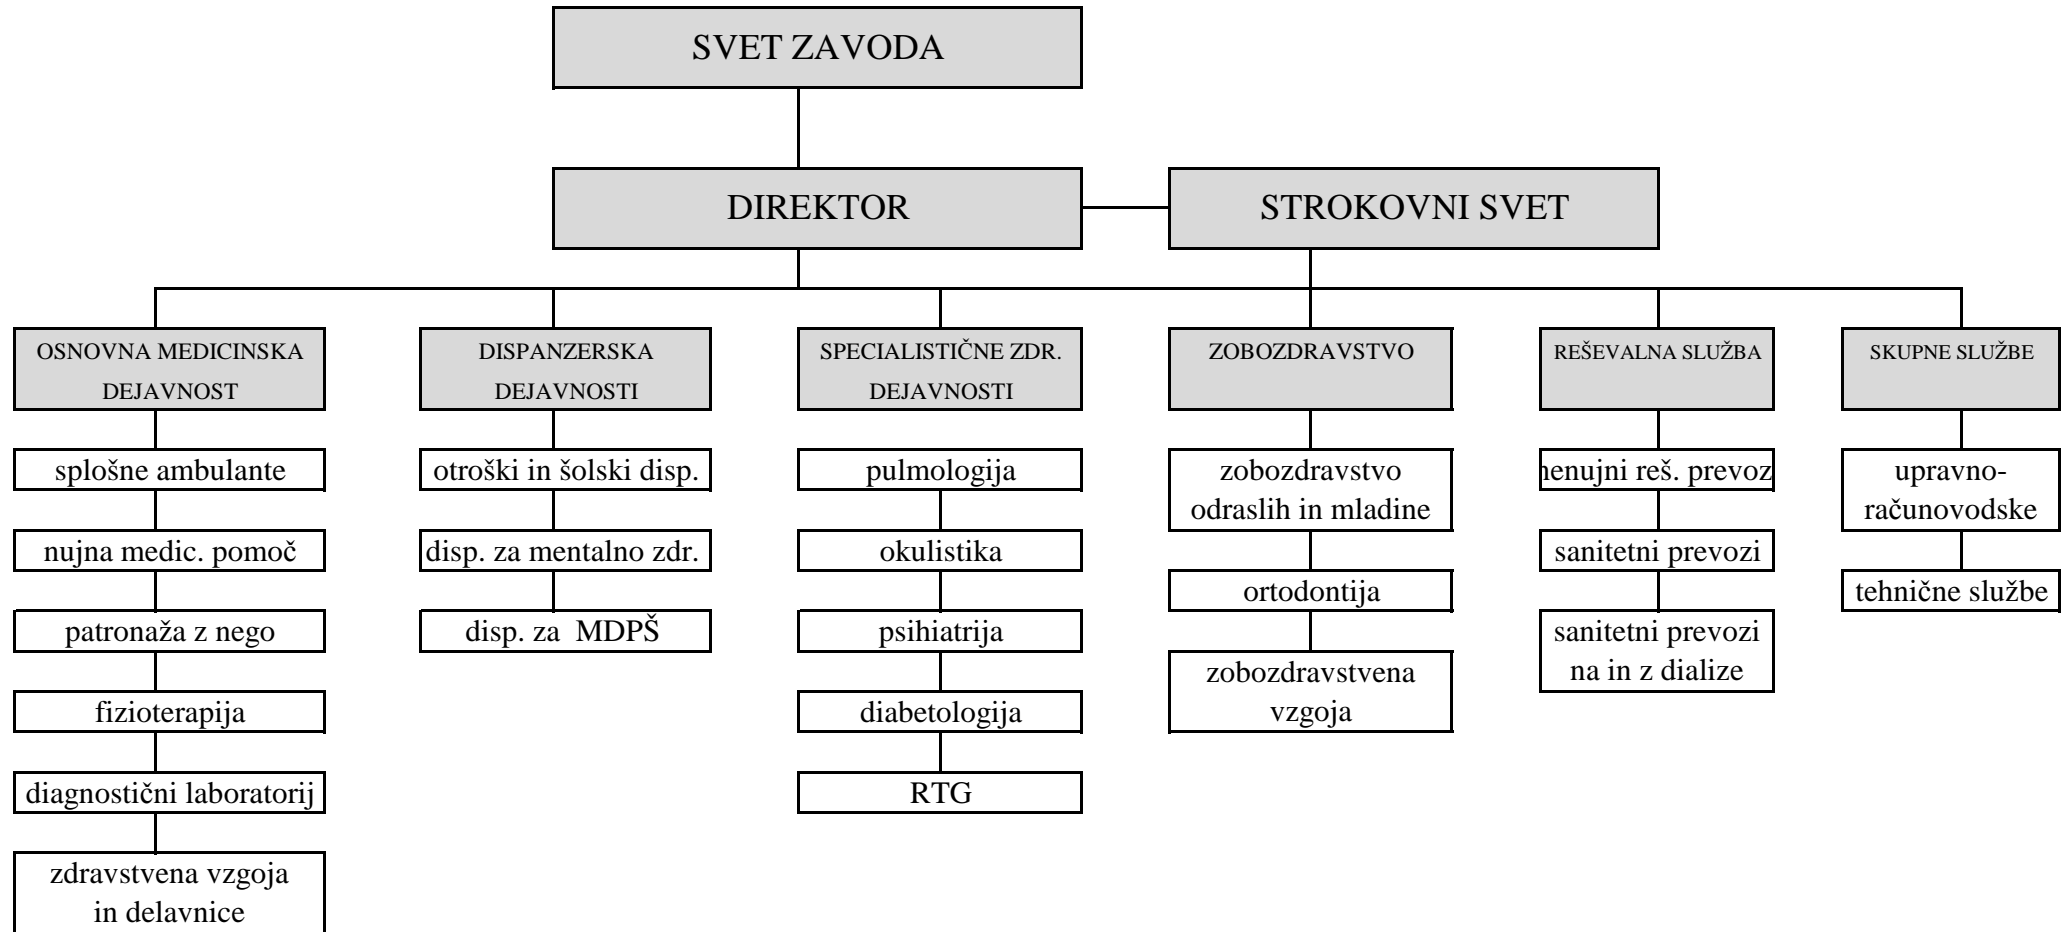 SVET ZAVODA
DIREKTOR
STROKOVNI SVET
OSNOVNA MEDICINSKA
DEJAVNOST
splošne ambulante
nujna medic. pomoč
patronaža z nego
fizioterapija
diagnostični laboratorij
zdravstvena vzgoja
in delavnice
DISPANZERSKA
DEJAVNOSTI
otroški in šolski disp.
disp. za mentalno zdr.
disp. za MDPŠ
SPECIALISTIČNE ZDR.
DEJAVNOSTI
pulmologija
okulistika
psihiatrija
diabetologija
RTG
ZOBOZDRAVSTVO
zobozdravstvo
odraslih in mladine
ortodontija
zobozdravstvena
vzgoja
REŠEVALNA SLUŽBA
nenujni reš. prevoz
sanitetni prevozi
sanitetni prevozi
na in z dialize
SKUPNE SLUŽBE
upravno-
računovodske
tehnične službe